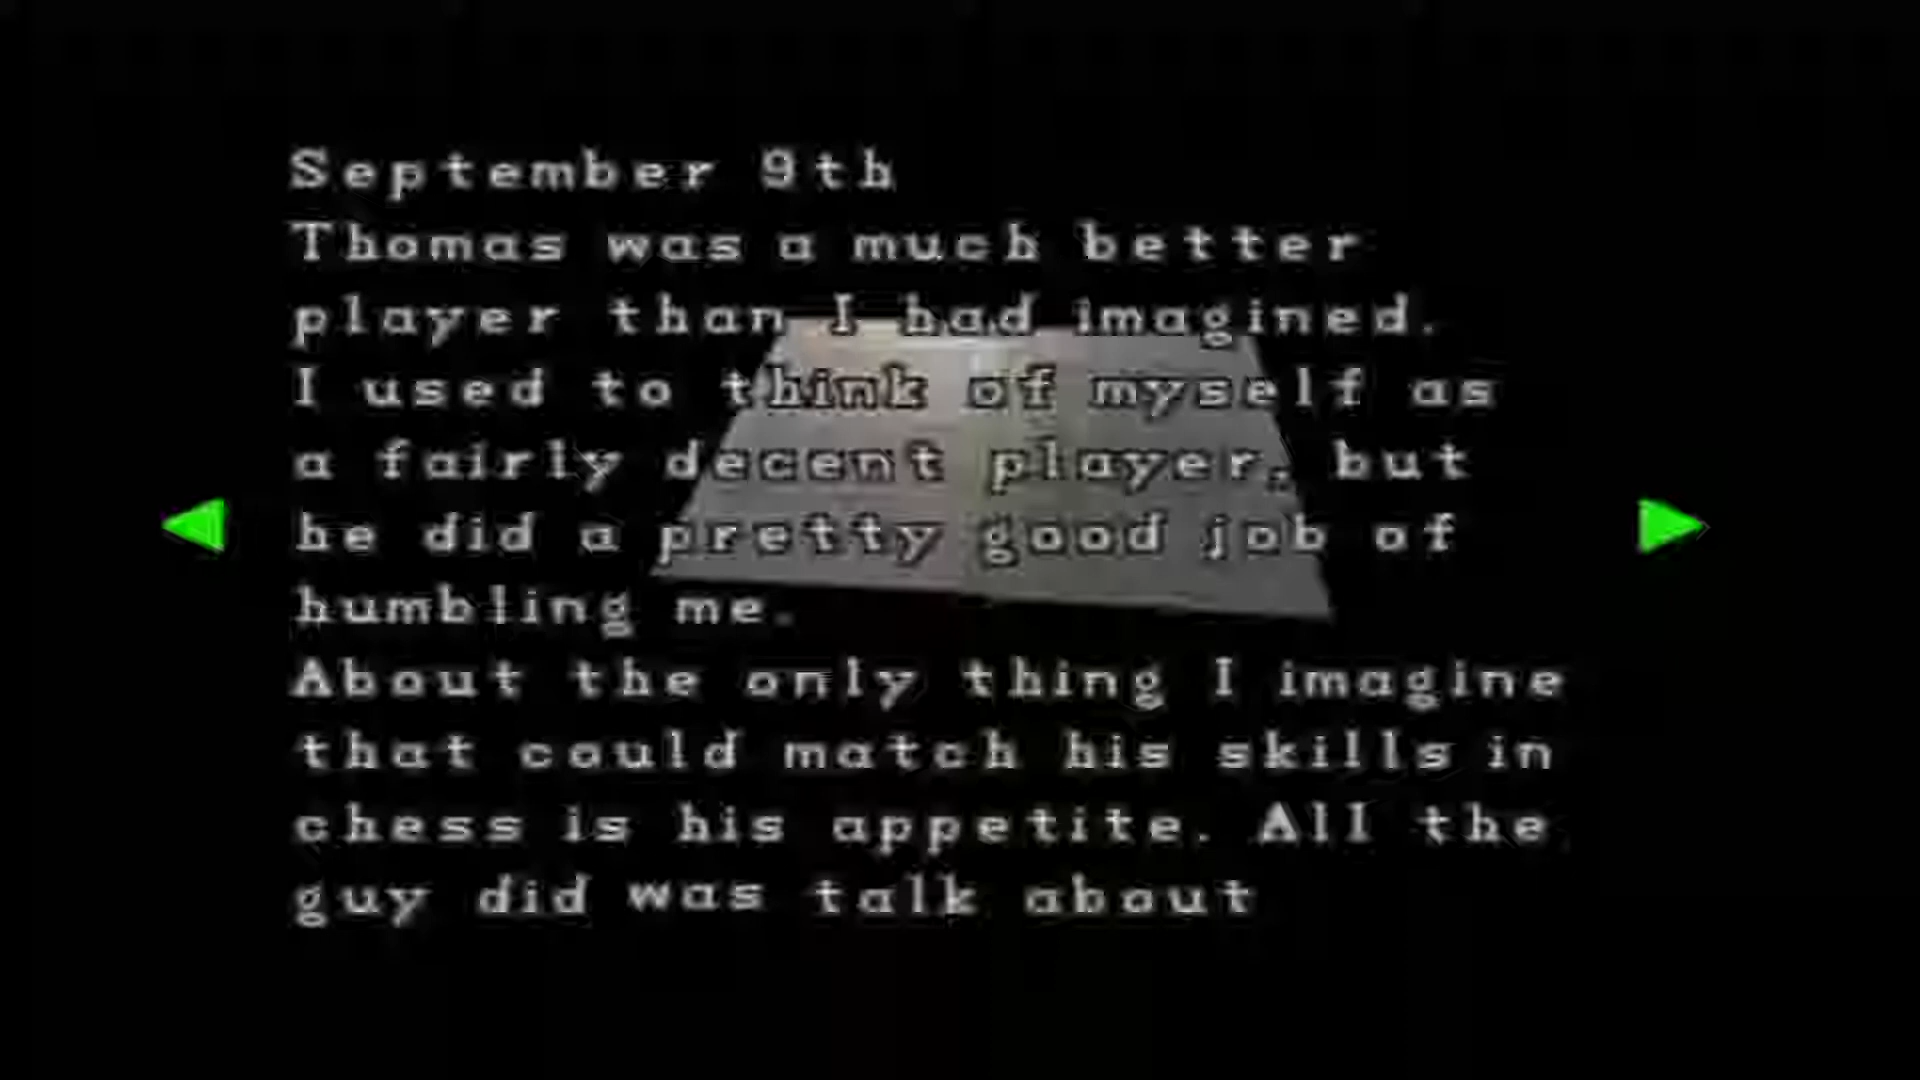 September 9th
Thomas was a much better
player than I had imagined.
I used to think of myself as
a fairly decent player, but
he did a pretty good job of
humbling me.
About the only thing I imagine
that could match his skills in
chess is his appetite. All the
guy did was talk about